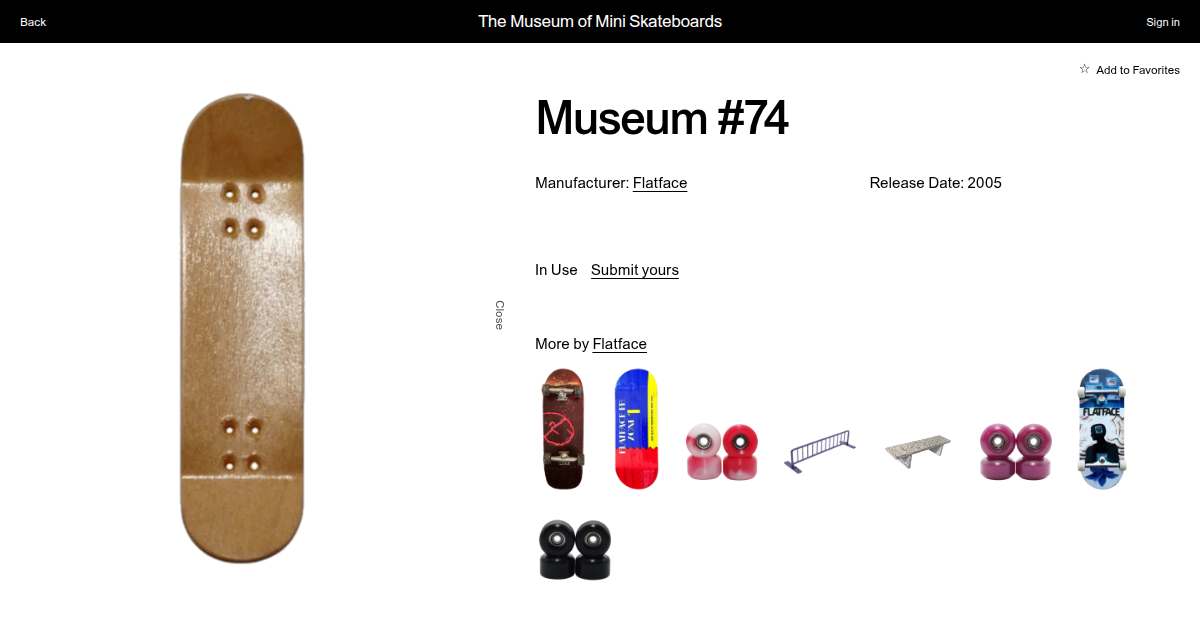 Back
The Museum of Mini Skateboards
Sign in
☆ Add to Favorites
Museum #74
Manufacturer: Flatface
Release Date: 2005
In Use Submit yours
Close
More by Flatface
FLATFACE